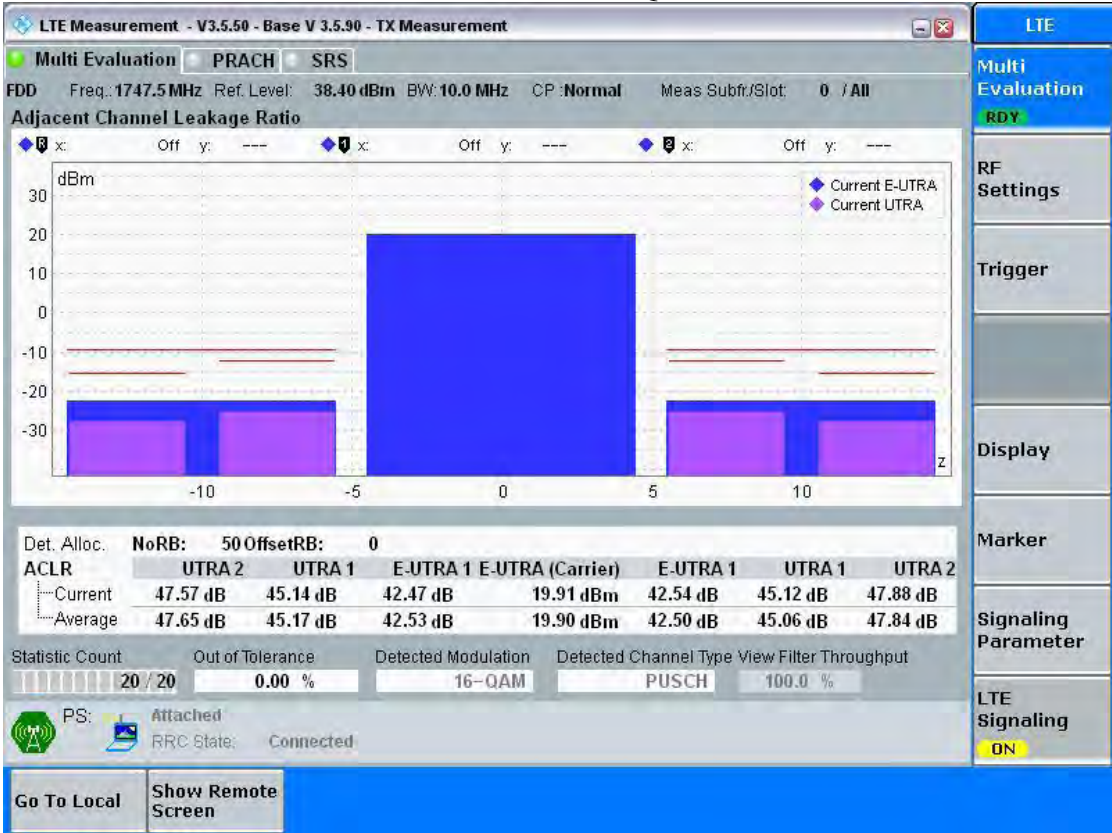 LTE Measurement - V3.5.50 - Base V 3.5.90 - TX Measurement
LTE
Multi Evaluation PRACH SRS
Multi
Evaluation
RDY
FDD Freq.: 1747.5 MHz Ref. Level: 38.40 dBm BW: 10.0 MHz CP :Normal Meas Subfr./Slot: 0 / All
Adjacent Channel Leakage Ratio
R x: Off y: --- 1 x: Off y: --- 2 x: Off y: ---
dBm
Current E-UTRA
Current UTRA
30
20
10
0
-10
-20
-30
z
-10 -5 0 5 10
RF
Settings
Trigger
Display
Marker
Signaling
Parameter
LTE
Signaling
ON
Det. Alloc. NoRB: 50 OffsetRB: 0
ACLR UTRA 2 UTRA 1 E-UTRA 1 E-UTRA (Carrier) E-UTRA 1 UTRA 1 UTRA 2
Current 47.57 dB 45.14 dB 42.47 dB 19.91 dBm 42.54 dB 45.12 dB 47.88 dB
Average 47.65 dB 45.17 dB 42.53 dB 19.90 dBm 42.50 dB 45.06 dB 47.84 dB
Statistic Count Out of Tolerance Detected Modulation Detected Channel Type View Filter Throughput
20 / 20 0.00 % 16-QAM PUSCH 100.0 %
PS: Attached
RRC State: Connected
Go To Local
Show Remote
Screen